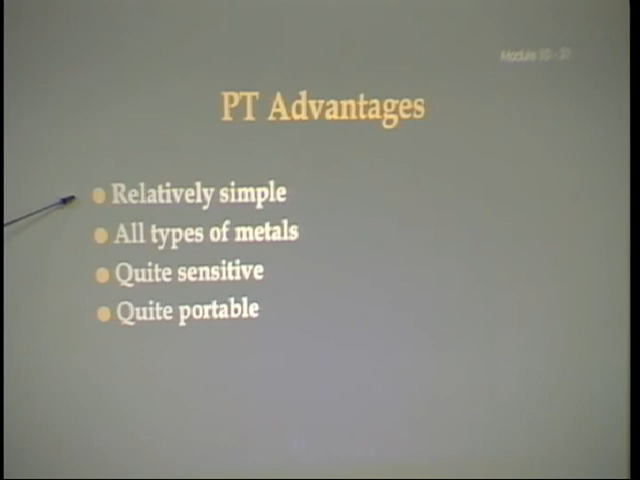 PT Advantages
Relatively simple
All types of metals
Quite sensitive
Quite portable